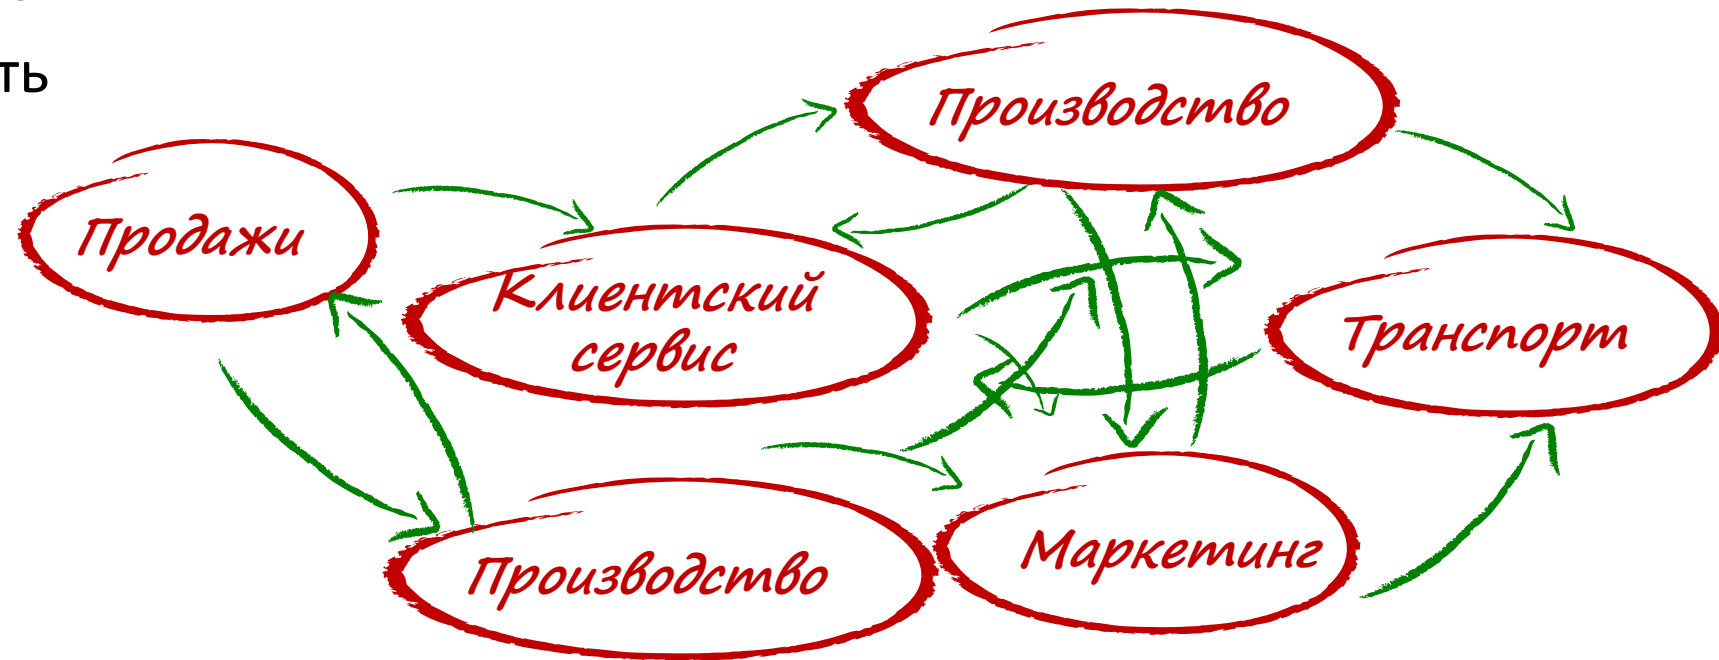 ть
Производство
Продажи
Клиентский
сервис
Транспорт
Производство
Маркетинг